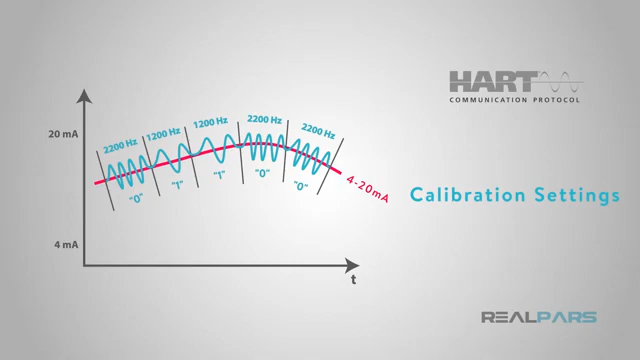 HART
COMMUNICATION PROTOCOL
20 mA
2200 Hz
1200 Hz
1200 Hz
2200 Hz
2200 Hz
"0"
"1"
"1"
"0"
"0"
4-20mA
Calibration Settings
4 mA
t
REALPARS